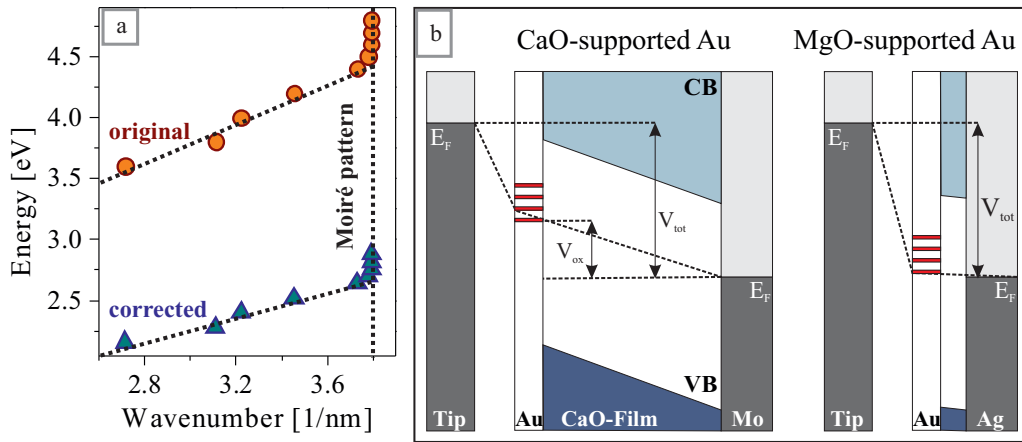 a
Energy [eV]
4.5
4.0
3.5
3.0
2.5
original
corrected
Moiré pattern
2.8
3.2
3.6
Wavenumber [1/nm]
b
CaO-supported Au
MgO-supported Au
CB
E_F
V_tot
V_ox
E_F
VB
Tip
Au
CaO-Film
Mo
E_F
V_tot
E_F
Tip
Au
Ag